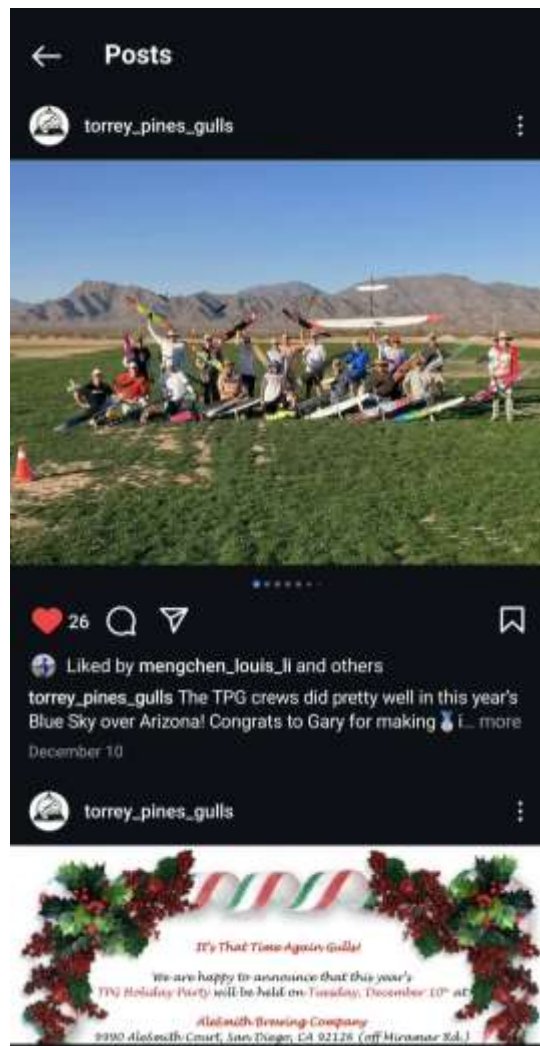 Posts
torrey_pines_gulls
26
Liked by mengchen_louis_li and others
torrey_pines_gulls The TPG crews did pretty well in this year's
Blue Sky over Arizona! Congrats to Gary for making🥈i... more
December 10
torrey_pines_gulls
It's That Time Again Gulls!
We are happy to announce that this year's
TPG Holiday Party will be held on Tuesday, December 10th at
AleSmith Brewing Company
9990 AleSmith Court, San Diego, CA 92126 (off Miramar Rd.)